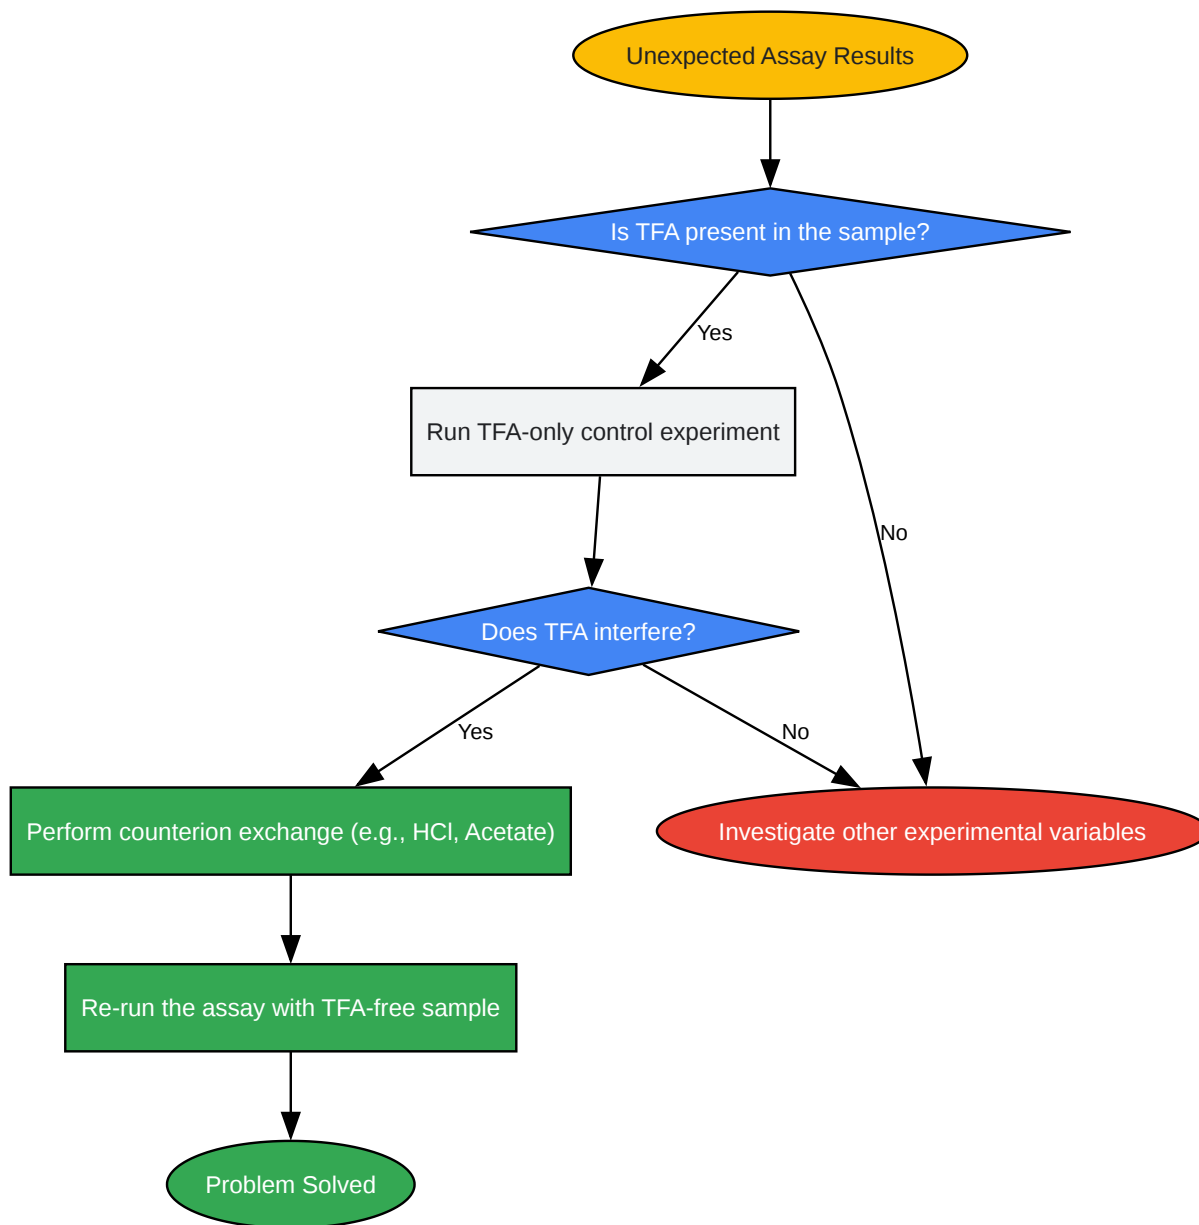 Unexpected Assay Results
Is TFA present in the sample?
Yes
Run TFA-only control experiment
No
Does TFA interfere?
Yes
No
Perform counterion exchange (e.g., HCl, Acetate)
Investigate other experimental variables
Re-run the assay with TFA-free sample
Problem Solved